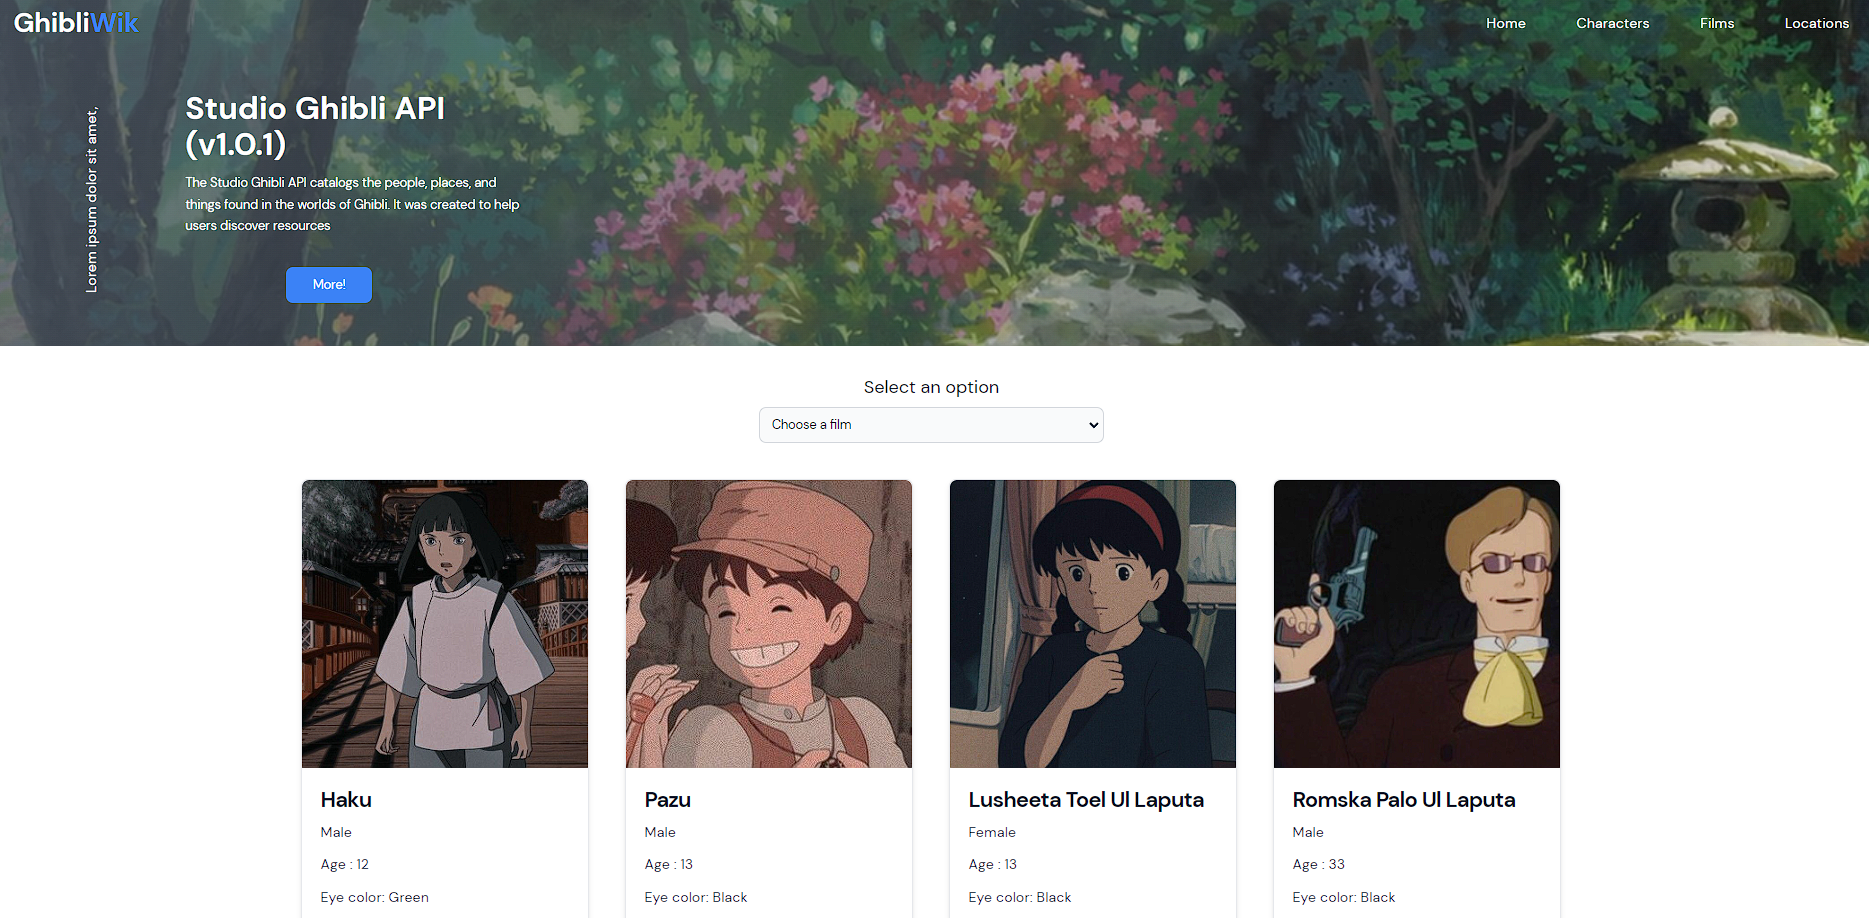 GhibliWik
Home
Characters
Films
Locations
Lorem ipsum dolor sit amet,
Studio Ghibli API
(v1.0.1)
The Studio Ghibli API catalogs the people, places, and
things found in the worlds of Ghibli. It was created to help
users discover resources
More!
Select an option
Choose a film
Haku
Male
Age : 12
Eye color: Green
Pazu
Male
Age : 13
Eye color: Black
Lusheeta Toel Ul Laputa
Female
Age : 13
Eye color: Black
Romska Palo Ul Laputa
Male
Age : 33
Eye color: Black